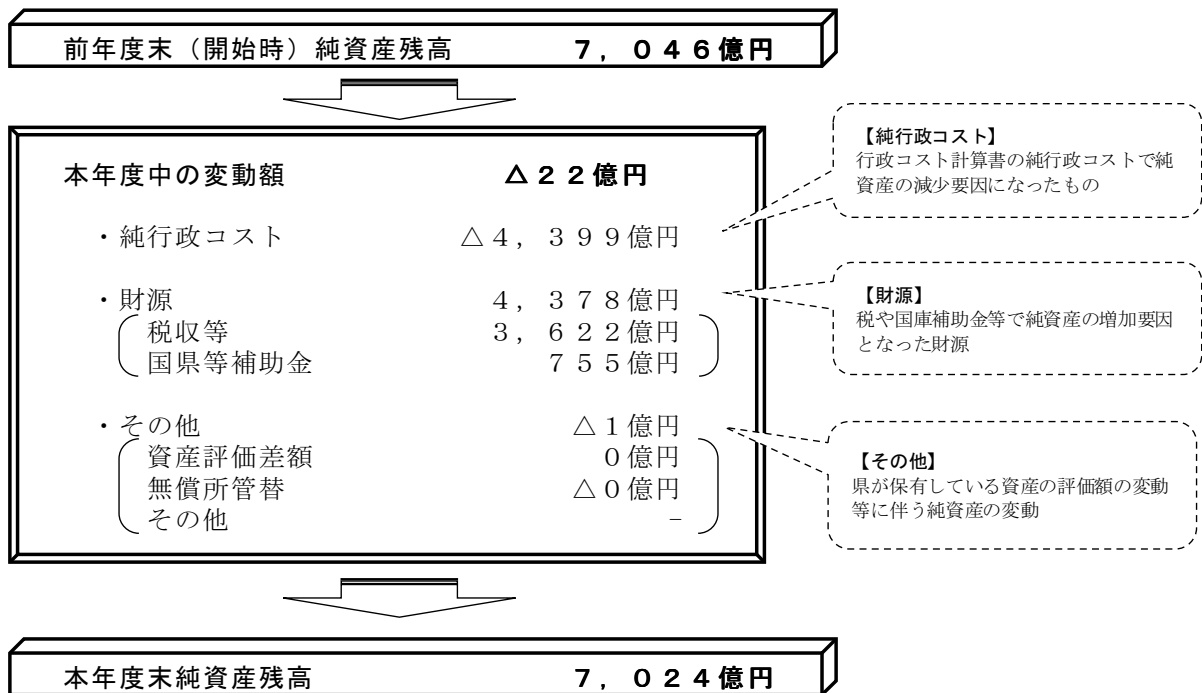 前年度末（開始時）純資産残高　７，０４６億円
本年度中の変動額　△２２億円
・純行政コスト　△４，３９９億円
・財源　４，３７８億円
税収等　３，６２２億円
国県等補助金　７５５億円
・その他　△１億円
資産評価差額　０億円
無償所管替　△０億円
その他　－
【純行政コスト】
行政コスト計算書の純行政コストで純
資産の減少要因になったもの
【財源】
税や国庫補助金等で純資産の増加要因
となった財源
【その他】
県が保有している資産の評価額の変動
等に伴う純資産の変動
本年度末純資産残高　７，０２４億円